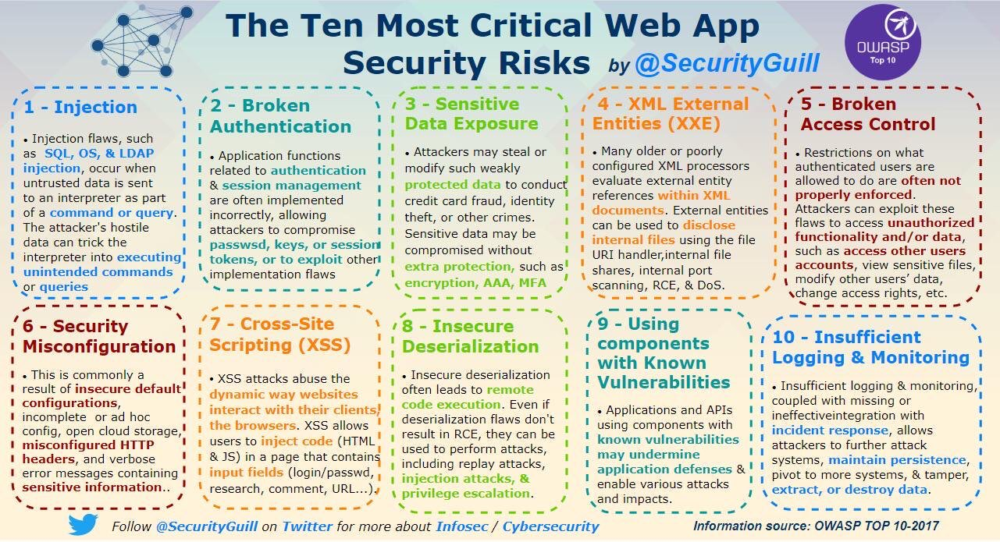 The Ten Most Critical Web App
Security Risks by @SecurityGuill
OWASP
Top 10
1 - Injection
• Injection flaws, such
as SQL, OS, & LDAP
injection, occur when
untrusted data is sent
to an interpreter as part
of a command or query.
The attacker's hostile
data can trick the
interpreter into executing
unintended commands
or queries
2 - Broken
Authentication
• Application functions
related to authentication
& session management
are often implemented
incorrectly, allowing
attackers to compromise
passwsd, keys, or session
tokens, or to exploit other
implementation flaws
3 - Sensitive
Data Exposure
• Attackers may steal or
modify such weakly
protected data to conduct
credit card fraud, identity
theft, or other crimes.
Sensitive data may be
compromised without
extra protection, such as
encryption, AAA, MFA
4 - XML External
Entities (XXE)
• Many older or poorly
configured XML processors
evaluate external entity
references within XML
documents. External entities
can be used to disclose
internal files using the file
URI handler,internal file
shares, internal port
scanning, RCE, & DoS.
5 - Broken
Access Control
• Restrictions on what
authenticated users are
allowed to do are often not
properly enforced.
Attackers can exploit these
flaws to access unauthorized
functionality and/or data,
such as access other users
accounts, view sensitive files,
modify other users' data,
change access rights, etc.
6 - Security
Misconfiguration
• This is commonly a
result of insecure default
configurations,
incomplete or ad hoc
config, open cloud storage,
misconfigured HTTP
headers, and verbose
error messages containing
sensitive information..
7 - Cross-Site
Scripting (XSS)
• XSS attacks abuse the
dynamic way websites
interact with their clients,
the browsers. XSS allows
users to inject code (HTML
& JS) in a page that contains
input fields (login/passwd,
research, comment, URL...).
8 - Insecure
Deserialization
• Insecure deserialization
often leads to remote
code execution. Even if
deserialization flaws don't
result in RCE, they can be
used to perform attacks,
including replay attacks,
injection attacks, &
privilege escalation.
9 - Using
components
with Known
Vulnerabilities
• Applications and APIs
using components with
known vulnerabilities
may undermine
application defenses &
enable various attacks
and impacts.
10 - Insufficient
Logging & Monitoring
• Insufficient logging & monitoring,
coupled with missing or
ineffectiveintegration with
incident response, allows
attackers to further attack
systems, maintain persistence,
pivot to more systems, & tamper,
extract, or destroy data.
Follow @SecurityGuill on Twitter for more about Infosec / Cybersecurity
Information source: OWASP TOP 10-2017